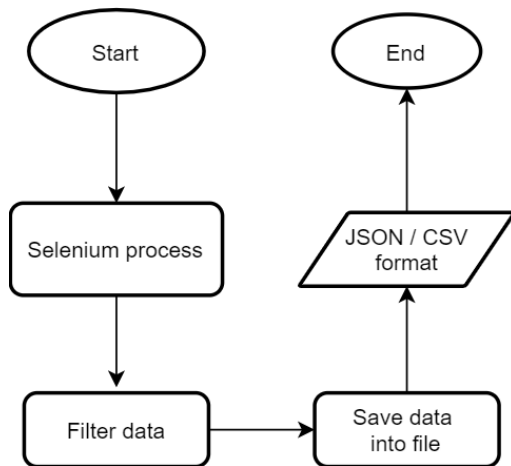 Start
Selenium process
Filter data
Save data
into file
JSON / CSV
format
End